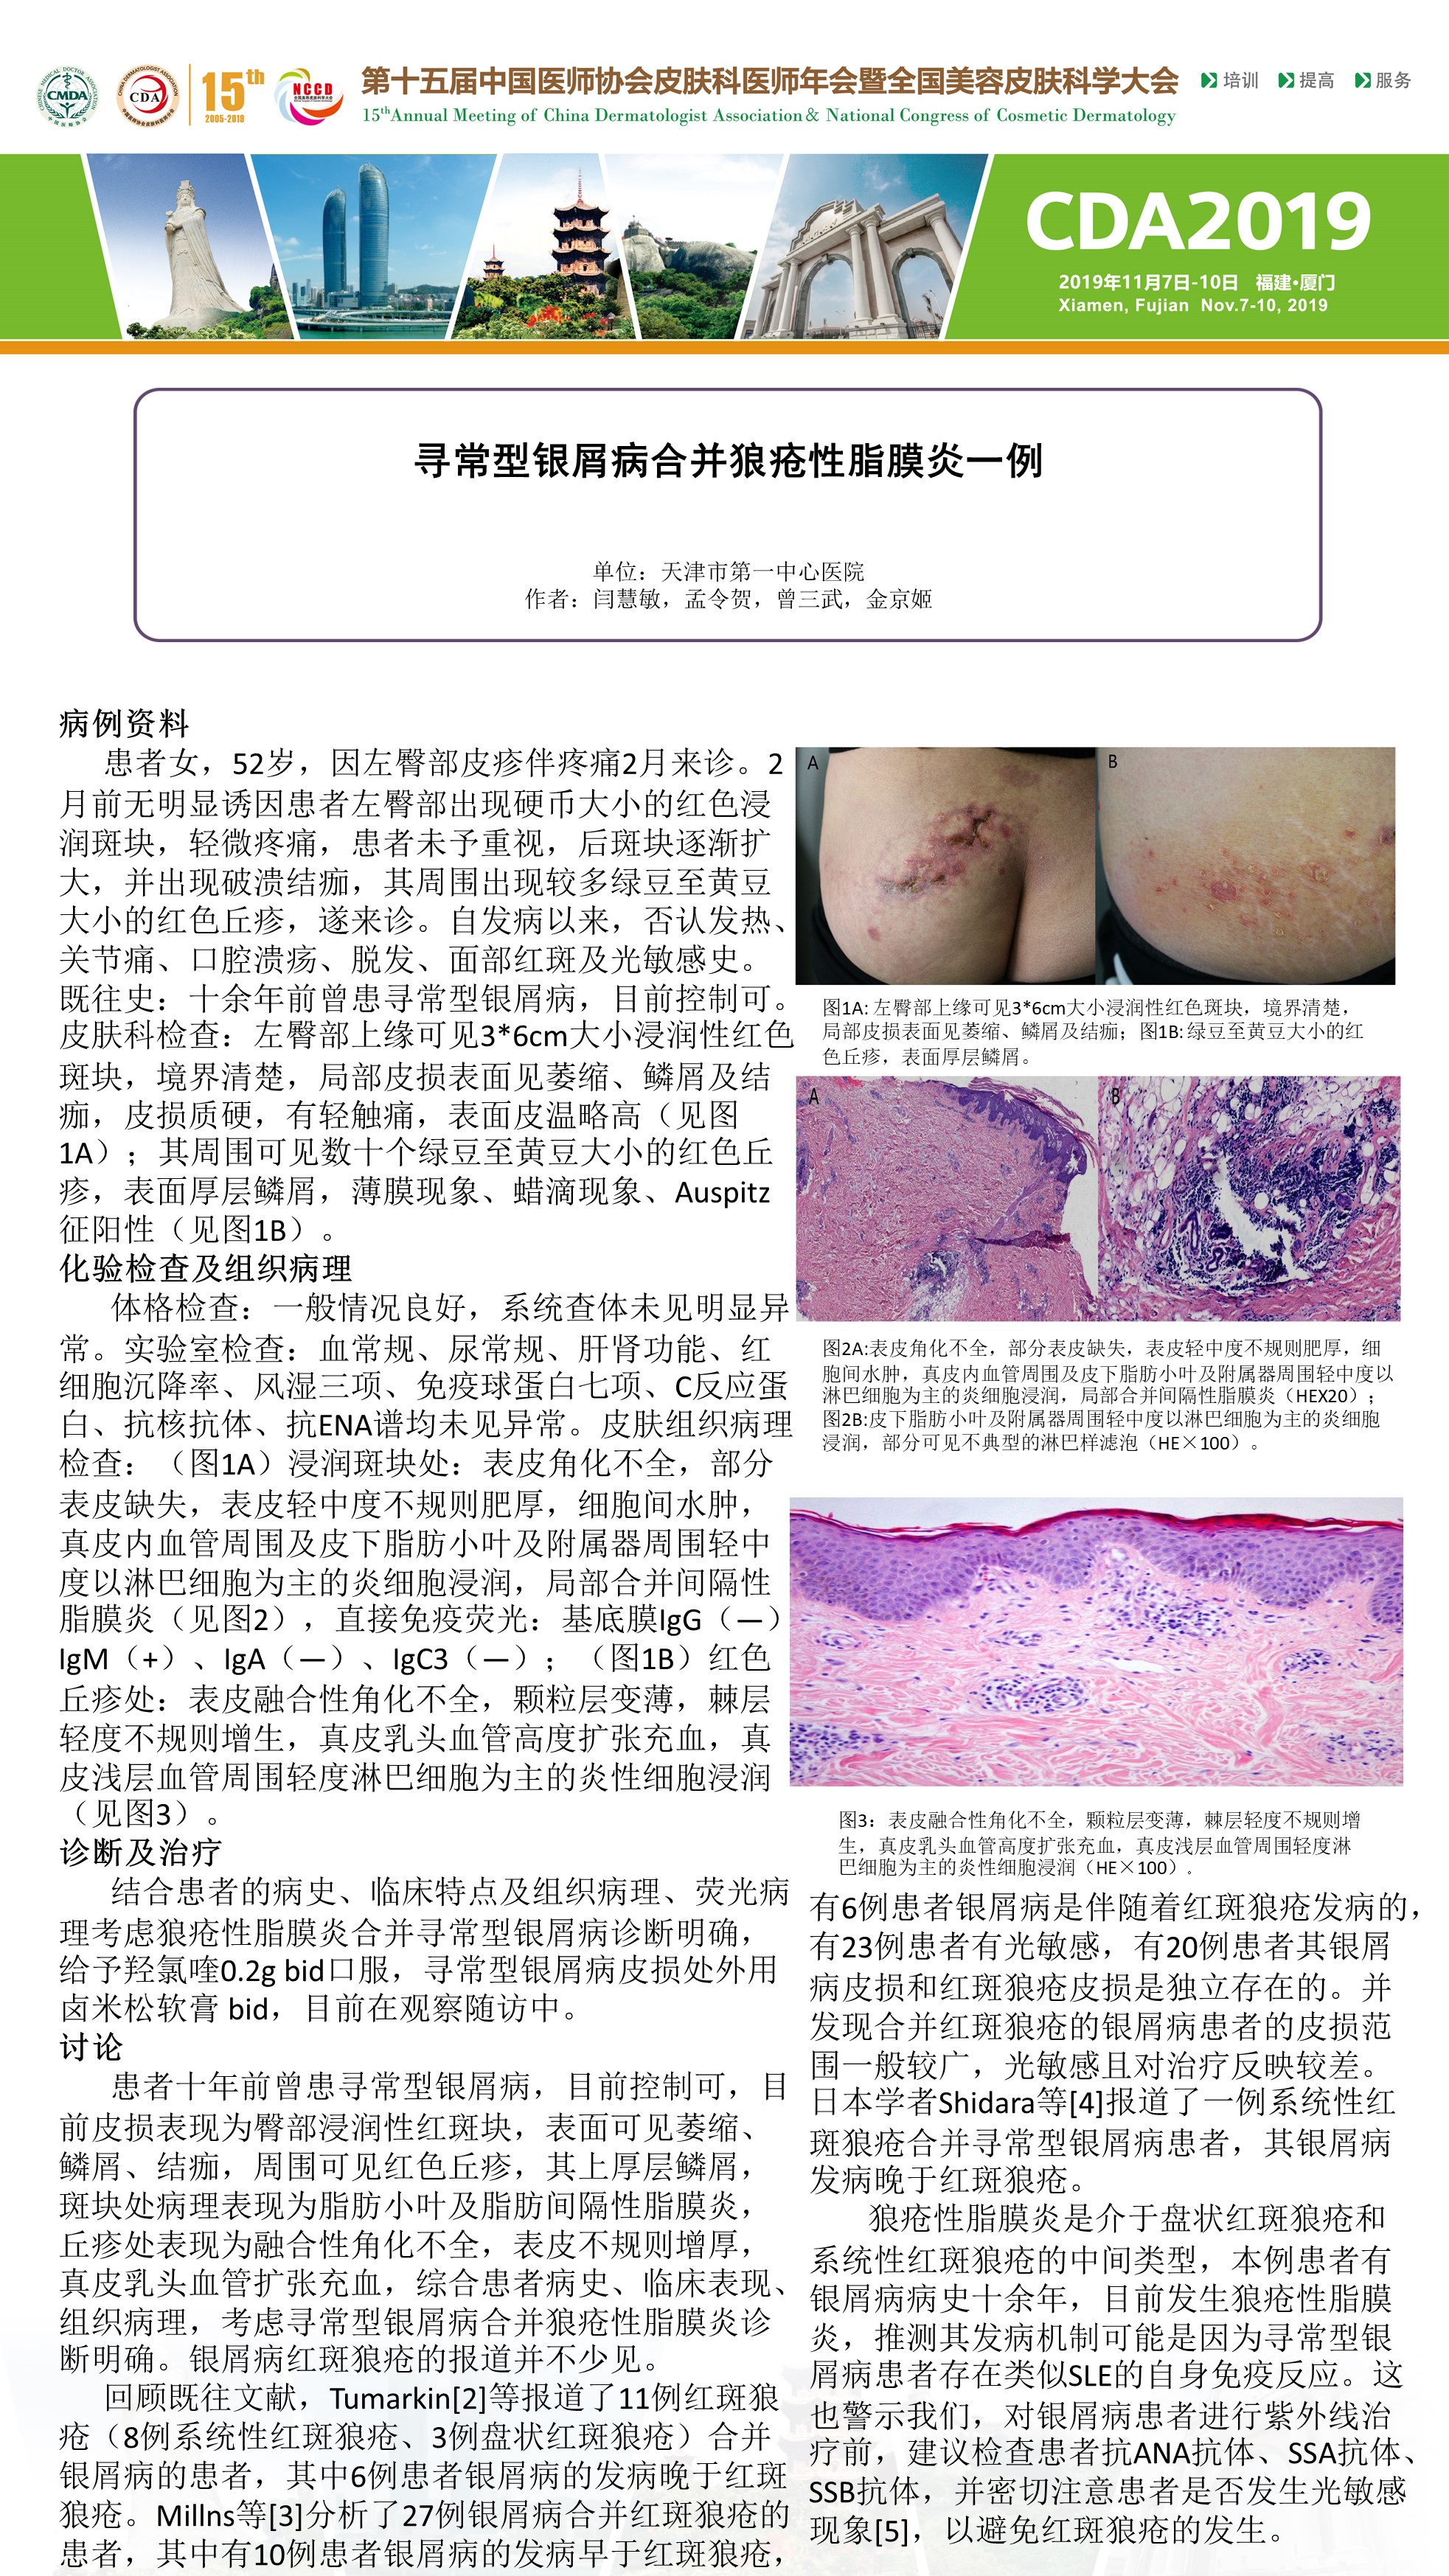 CMDA
CDA
15th
2005-2019
NCCD
第十五届中国医师协会皮肤科医师年会暨全国美容皮肤科学大会
15thAnnual Meeting of China Dermatologist Association& National Congress of Cosmetic Dermatology
培训 提高 服务
CDA2019
2019年11月7日-10日 福建·厦门
Xiamen, Fujian Nov.7-10, 2019
寻常型银屑病合并狼疮性脂膜炎一例
单位：天津市第一中心医院
作者：闫慧敏，孟令贺，曾三武，金京姬
病例资料
患者女，52岁，因左臀部皮疹伴疼痛2月来诊。2
月前无明显诱因患者左臀部出现硬币大小的红色浸
润斑块，轻微疼痛，患者未予重视，后斑块逐渐扩
大，并出现破溃结痂，其周围出现较多绿豆至黄豆
大小的红色丘疹，遂来诊。自发病以来，否认发热、
关节痛、口腔溃疡、脱发、面部红斑及光敏感史。
既往史：十余年前曾患寻常型银屑病，目前控制可。
皮肤科检查：左臀部上缘可见3*6cm大小浸润性红色
斑块，境界清楚，局部皮损表面见萎缩、鳞屑及结
痂，皮损质硬，有轻触痛，表面皮温略高（见图
1A）；其周围可见数十个绿豆至黄豆大小的红色丘
疹，表面厚层鳞屑，薄膜现象、蜡滴现象、Auspitz
征阳性（见图1B）。
化验检查及组织病理
体格检查：一般情况良好，系统查体未见明显异
常。实验室检查：血常规、尿常规、肝肾功能、红
细胞沉降率、风湿三项、免疫球蛋白七项、C反应蛋
白、抗核抗体、抗ENA谱均未见异常。皮肤组织病理
检查：（图1A）浸润斑块处：表皮角化不全，部分
表皮缺失，表皮轻中度不规则肥厚，细胞间水肿，
真皮内血管周围及皮下脂肪小叶及附属器周围轻中
度以淋巴细胞为主的炎细胞浸润，局部合并间隔性
脂膜炎（见图2），直接免疫荧光：基底膜IgG（—）
IgM（+）、IgA（—）、IgC3（—）；（图1B）红色
丘疹处：表皮融合性角化不全，颗粒层变薄，棘层
轻度不规则增生，真皮乳头血管高度扩张充血，真
皮浅层血管周围轻度淋巴细胞为主的炎性细胞浸润
（见图3）。
诊断及治疗
结合患者的病史、临床特点及组织病理、荧光病
理考虑狼疮性脂膜炎合并寻常型银屑病诊断明确，
给予羟氯喹0.2g bid口服，寻常型银屑病皮损处外用
卤米松软膏 bid，目前在观察随访中。
讨论
患者十年前曾患寻常型银屑病，目前控制可，目
前皮损表现为臀部浸润性红斑块，表面可见萎缩、
鳞屑、结痂，周围可见红色丘疹，其上厚层鳞屑，
斑块处病理表现为脂肪小叶及脂肪间隔性脂膜炎，
丘疹处表现为融合性角化不全，表皮不规则增厚，
真皮乳头血管扩张充血，综合患者病史、临床表现、
组织病理，考虑寻常型银屑病合并狼疮性脂膜炎诊
断明确。银屑病红斑狼疮的报道并不少见。
回顾既往文献，Tumarkin[2]等报道了11例红斑狼
疮（8例系统性红斑狼疮、3例盘状红斑狼疮）合并
银屑病的患者，其中6例患者银屑病的发病晚于红斑
狼疮。Millns等[3]分析了27例银屑病合并红斑狼疮的
患者，其中有10例患者银屑病的发病早于红斑狼疮，
A
B
图1A: 左臀部上缘可见3*6cm大小浸润性红色斑块，境界清楚，
局部皮损表面见萎缩、鳞屑及结痂；图1B: 绿豆至黄豆大小的红
色丘疹，表面厚层鳞屑。
A
B
图2A:表皮角化不全，部分表皮缺失，表皮轻中度不规则肥厚，细
胞间水肿，真皮内血管周围及皮下脂肪小叶及附属器周围轻中度以
淋巴细胞为主的炎细胞浸润，局部合并间隔性脂膜炎（HEX20）；
图2B:皮下脂肪小叶及附属器周围轻中度以淋巴细胞为主的炎细胞
浸润，部分可见不典型的淋巴样滤泡（HE×100）。
图3：表皮融合性角化不全，颗粒层变薄，棘层轻度不规则增
生，真皮乳头血管高度扩张充血，真皮浅层血管周围轻度淋
巴细胞为主的炎性细胞浸润（HE×100）.
有6例患者银屑病是伴随着红斑狼疮发病的，
有23例患者有光敏感，有20例患者其银屑
病皮损和红斑狼疮皮损是独立存在的。并
发现合并红斑狼疮的银屑病患者的皮损范
围一般较广，光敏感且对治疗反映较差。
日本学者Shidara等[4]报道了一例系统性红
斑狼疮合并寻常型银屑病患者，其银屑病
发病晚于红斑狼疮。
狼疮性脂膜炎是介于盘状红斑狼疮和
系统性红斑狼疮的中间类型，本例患者有
银屑病病史十余年，目前发生狼疮性脂膜
炎，推测其发病机制可能是因为寻常型银
屑病患者存在类似SLE的自身免疫反应。这
也警示我们，对银屑病患者进行紫外线治
疗前，建议检查患者抗ANA抗体、SSA抗体、
SSB抗体，并密切注意患者是否发生光敏感
现象[5]，以避免红斑狼疮的发生。